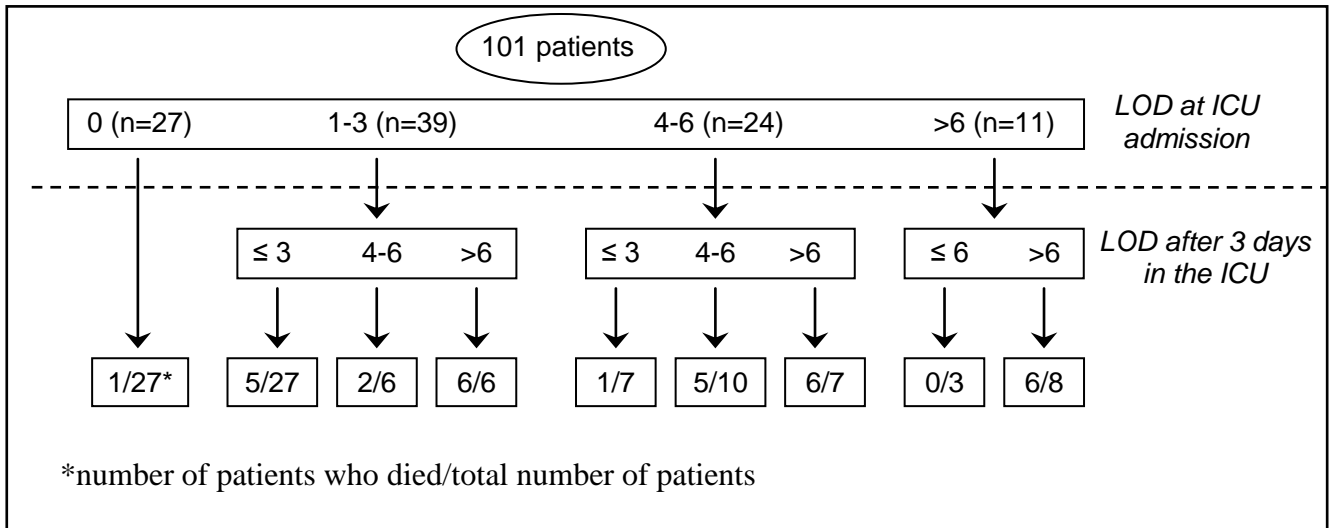 101 patients
0 (n=27) 1-3 (n=39) 4-6 (n=24) >6 (n=11) LOD at ICU
admission
≤ 3 4-6 >6 ≤ 3 4-6 >6 ≤ 6 >6 LOD after 3 days
in the ICU
1/27* 5/27 2/6 6/6 1/7 5/10 6/7 0/3 6/8
*number of patients who died/total number of patients